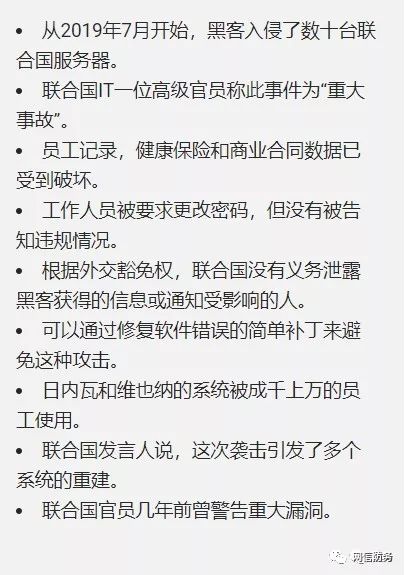 • 从2019年7月开始，黑客入侵了数十台联
合国服务器。
• 联合国IT一位高级官员称此事件为“重大
事故”。
• 员工记录，健康保险和商业合同数据已
受到破坏。
• 工作人员被要求更改密码，但没有被告
知违规情况。
• 根据外交豁免权，联合国没有义务泄露
黑客获得的信息或通知受影响的人。
• 可以通过修复软件错误的简单补丁来避
免这种攻击。
• 日内瓦和维也纳的系统被成千上万的员
工使用。
• 联合国发言人说，这次袭击引发了多个
系统的重建。
• 联合国官员几年前曾警告重大漏洞。
网信防务